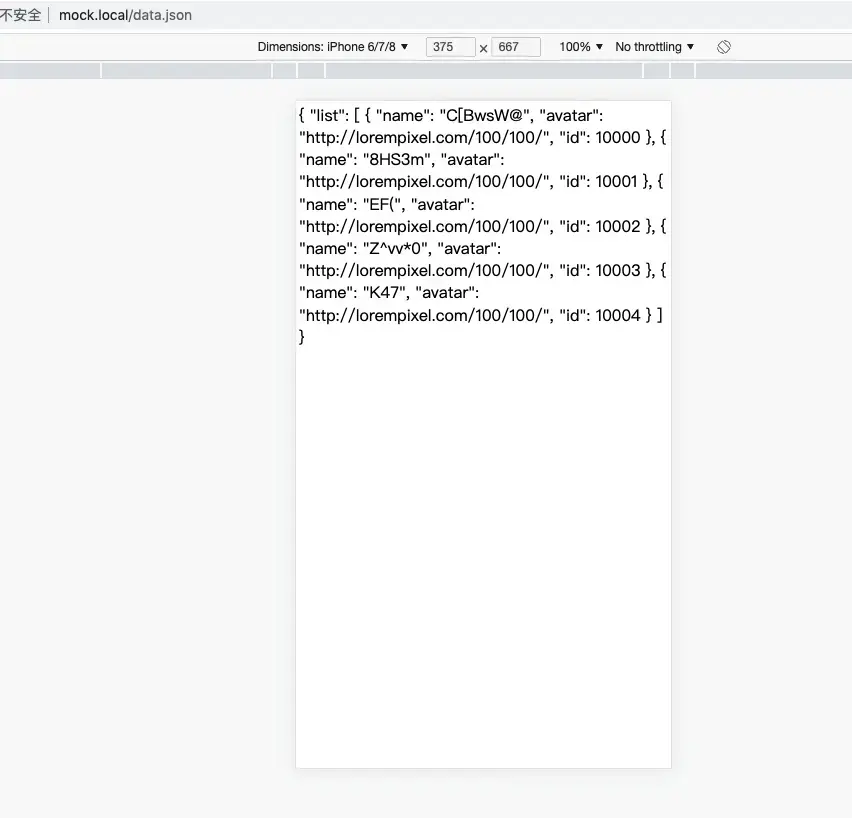 不安全 | mock.local/data.json
Dimensions: iPhone 6/7/8 ▼ 375 × 667 100% ▼ No throttling ▼
{ "list": [ { "name": "C[BwsW@", "avatar":
"http://lorempixel.com/100/100/", "id": 10000 }, {
"name": "8HS3m", "avatar":
"http://lorempixel.com/100/100/", "id": 10001 }, {
"name": "EF(", "avatar":
"http://lorempixel.com/100/100/", "id": 10002 }, {
"name": "Z^vv*0", "avatar":
"http://lorempixel.com/100/100/", "id": 10003 }, {
"name": "K47", "avatar":
"http://lorempixel.com/100/100/", "id": 10004 } ]
}